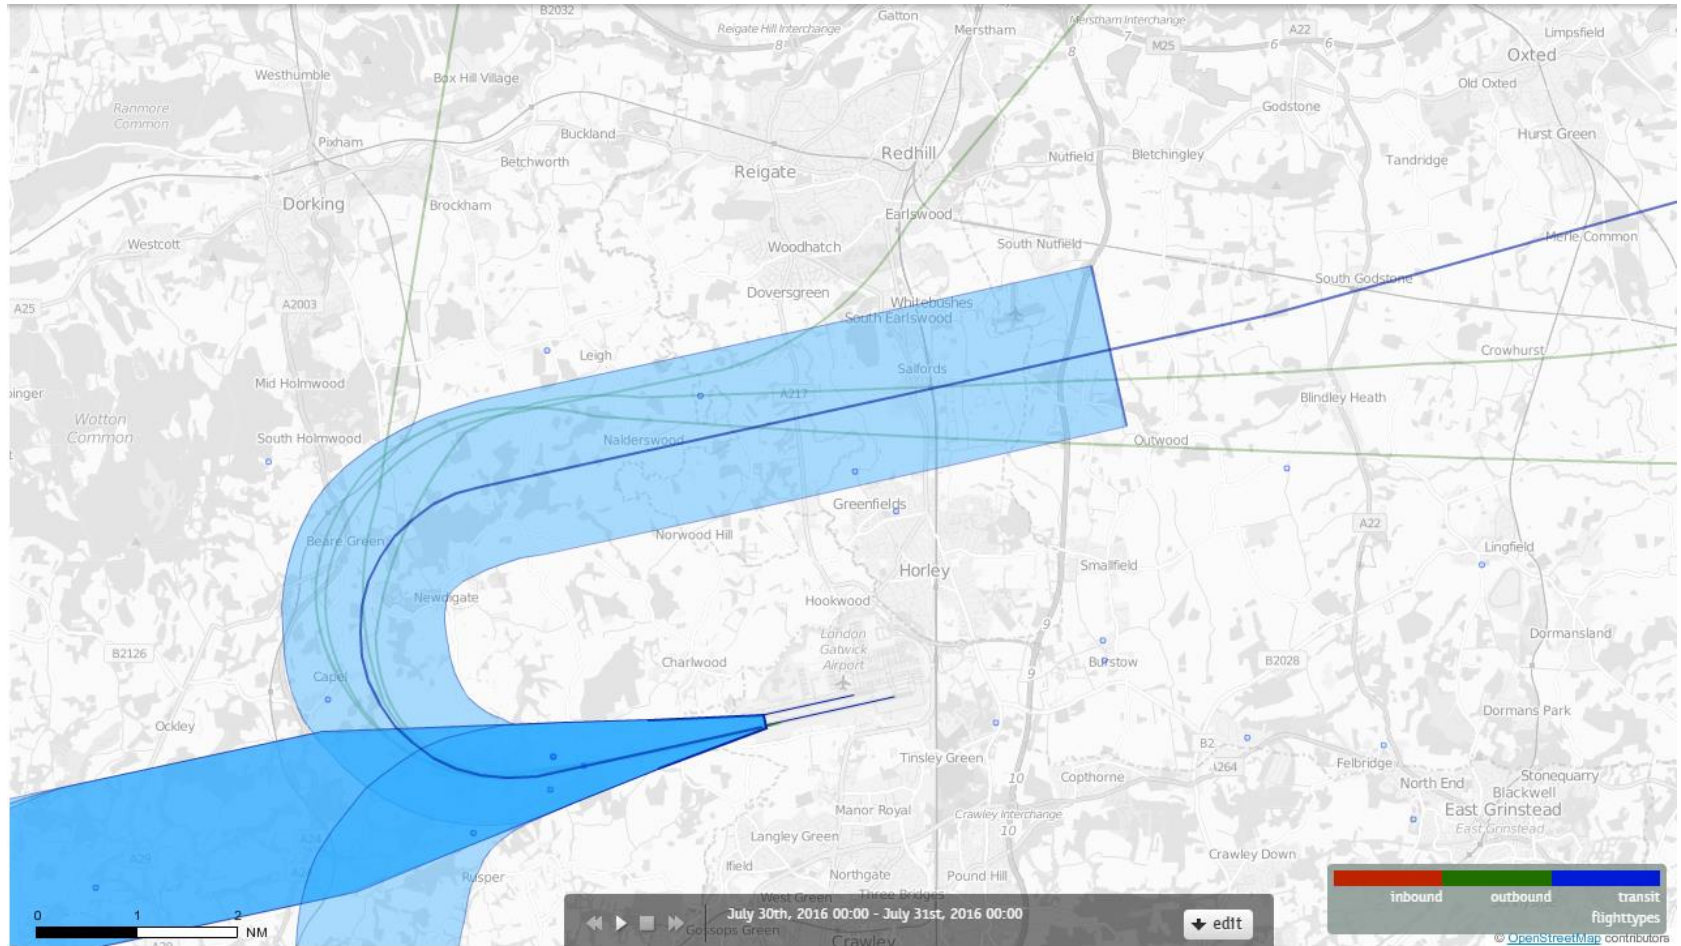 B2032
Gatton
Merstham Interchange
Reigate Hill Interchange
Merstham
7
A22
Limpsfield
8
8
M25
6
6
Oxted
Westhumble
Box Hill Village
Old Oxted
Ranmore
Common
Godstone
Pixham
Buckland
Hurst Green
Betchworth
Redhill
Nutfield
Bletchingley
Tandridge
Reigate
Dorking
Brockham
Earlswood
Westcott
Woodhatch
South Nutfield
Merle Common
South Godstone
A25
A2003
Doversgreen
Whitebushes
South Earlswood
Leigh
Crowhurst
Mid Holmwood
Salfords
A217
Blindley Heath
Wotton
Common
South Holmwood
Nalderswood
Outwood
Greenfields
A22
Beare Green
Norwood Hill
Lingfield
Horley
Smallfield
Newdigate
Hookwood
9
London
Gatwick
Airport
Dormansland
B2126
Charlwood
Burstow
B2028
Capel
9
Ockley
Dormans Park
B2
Tinsley Green
A264
Felbridge
10
Copthorne
North End
Stonequarry
Blackwell
Manor Royal
Crawley Interchange
East Grinstead
10
East Grinstead
Langley Green
A24
A29
Ifield
Crawley Down
Rusper
Northgate
Pound Hill
West Green
Three Bridges
inbound
outbound
transit
0
1
2
July 30th, 2016 00:00 - July 31st, 2016 00:00
edit
flighttypes
NM
Gossops Green
Crawley
© OpenStreetMap contributors